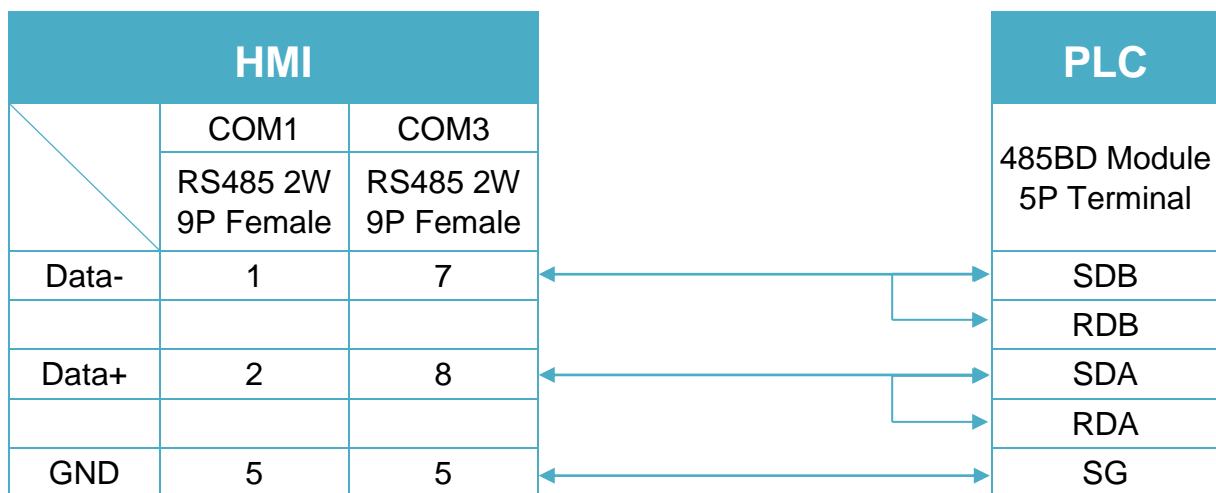 HMI PLC
COM1 COM3
RS485 2W RS485 2W
9P Female 9P Female
485BD Module
5P Terminal
Data- 1 7 SDB
RDB
Data+ 2 8 SDA
RDA
GND 5 5 SG